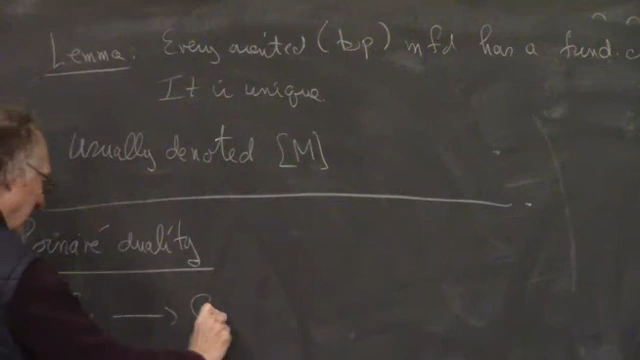 Lemma: Every oriented (top) mfd has a fund. c
It is unique.
Usually denoted [M]
Poincaré duality
⟶ C